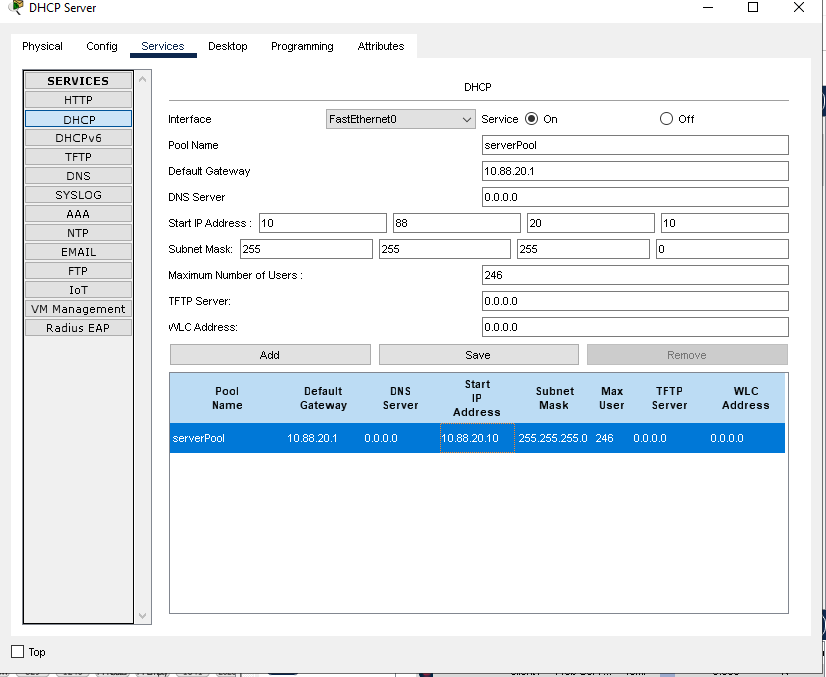 DHCP Server
Physical Config Services Desktop Programming Attributes
SERVICES
HTTP
DHCP
DHCPv6
TFTP
DNS
SYSLOG
AAA
NTP
EMAIL
FTP
IoT
VM Management
Radius EAP
DHCP
Interface FastEthernet0 Service On Off
Pool Name serverPool
Default Gateway 10.88.20.1
DNS Server 0.0.0.0
Start IP Address : 10 88 20 10
Subnet Mask: 255 255 255 0
Maximum Number of Users : 246
TFTP Server: 0.0.0.0
WLC Address: 0.0.0.0
Add Save Remove
Pool Name Default Gateway DNS Server Start IP Address Subnet Mask Max User TFTP Server WLC Address
serverPool 10.88.20.1 0.0.0.0 10.88.20.10 255.255.255.0 246 0.0.0.0 0.0.0.0
Top